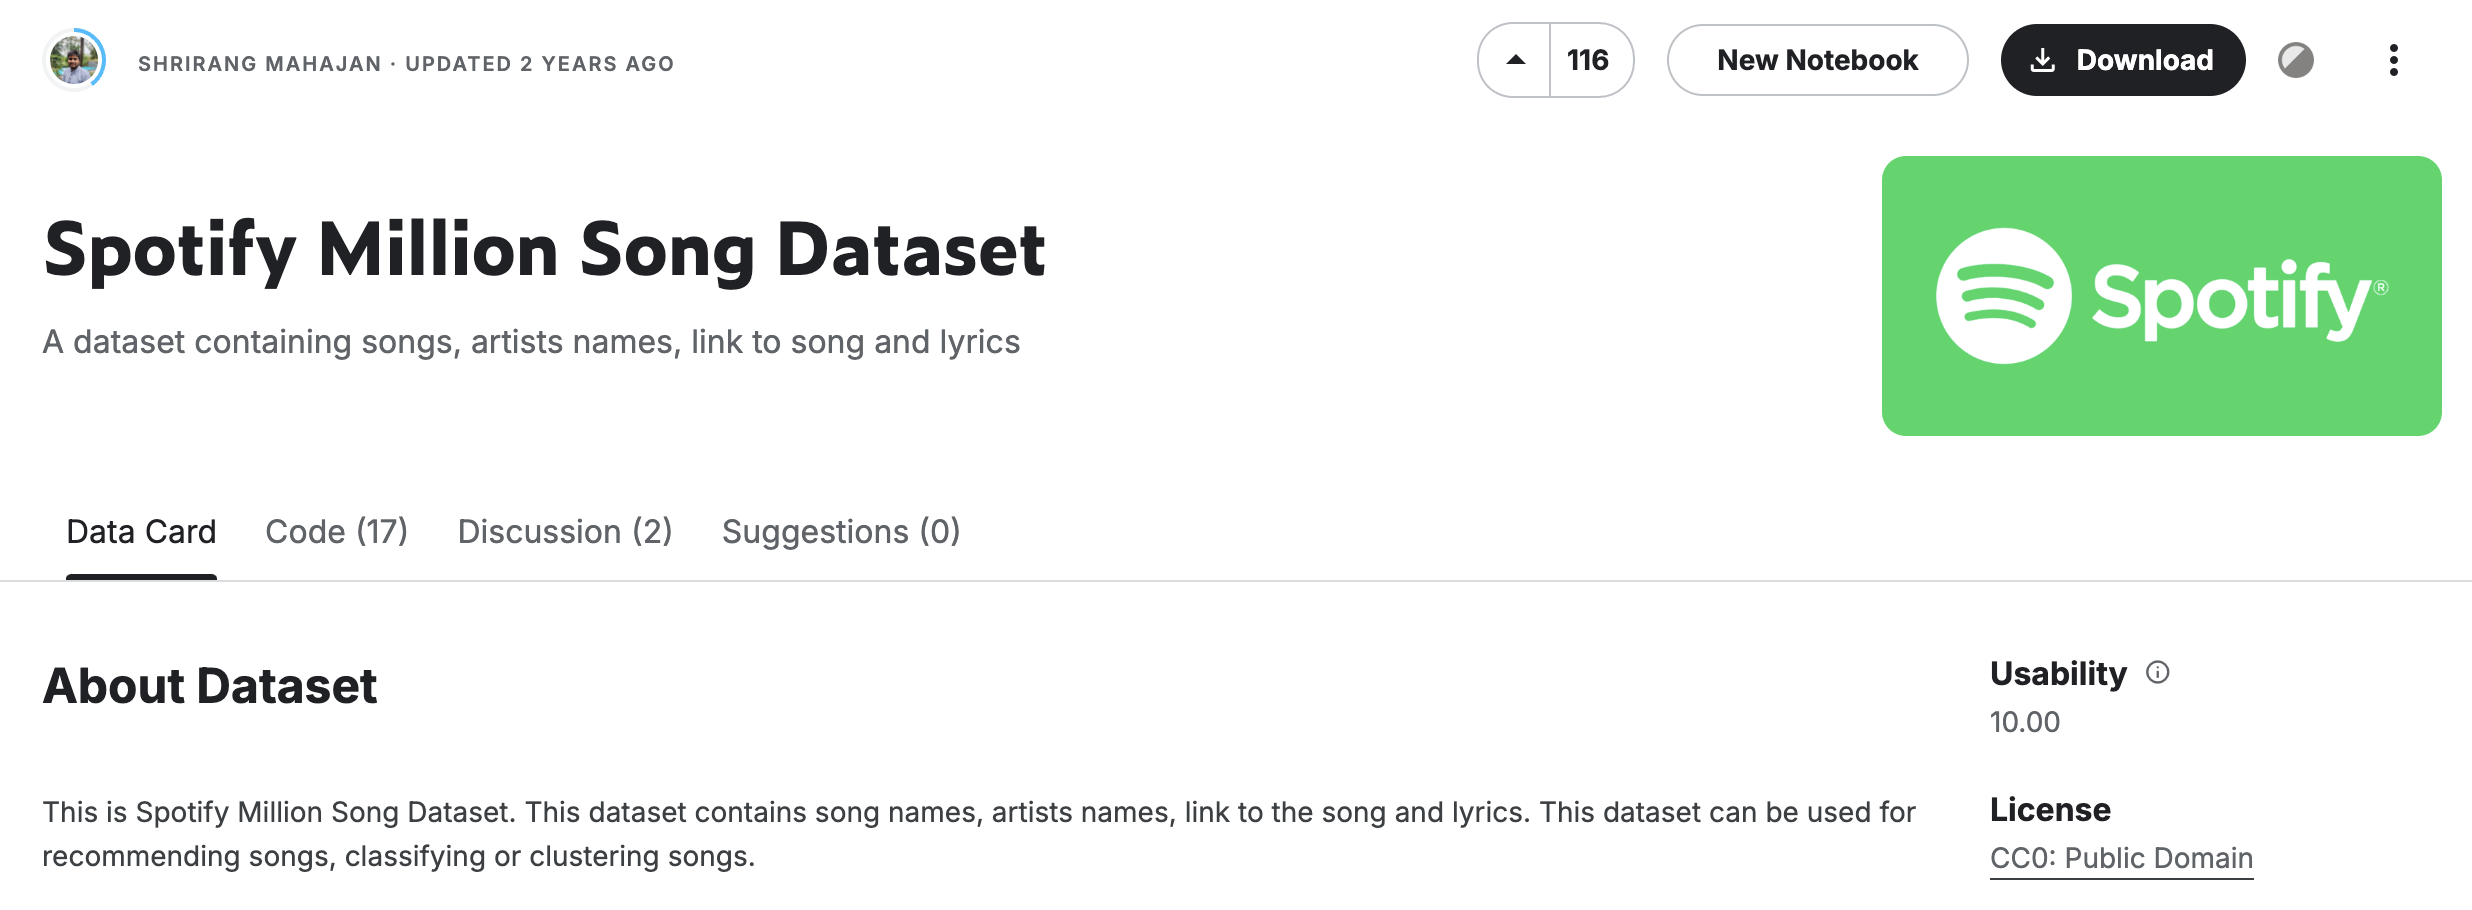 SHRIRANG MAHAJAN · UPDATED 2 YEARS AGO
116
New Notebook
Download
Spotify Million Song Dataset
A dataset containing songs, artists names, link to song and lyrics
Spotify®
Data Card
Code (17)
Discussion (2)
Suggestions (0)
About Dataset
This is Spotify Million Song Dataset. This dataset contains song names, artists names, link to the song and lyrics. This dataset can be used for
recommending songs, classifying or clustering songs.
Usability
10.00
License
CC0: Public Domain